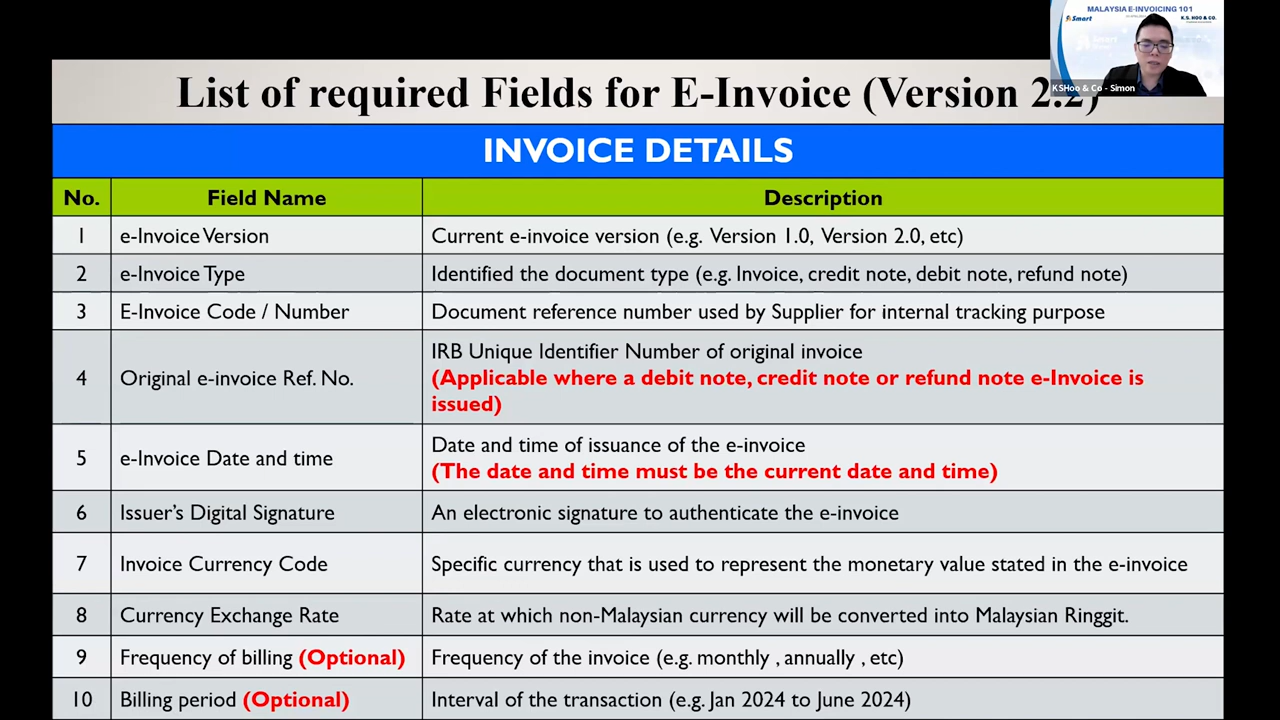 MALAYSIA E-INVOICING 101
Smart
K.S. HOO & CO.
KSHoo & Co - Simon
List of required Fields for E-Invoice (Version 2.2)
INVOICE DETAILS
No. Field Name Description
1 e-Invoice Version Current e-invoice version (e.g. Version 1.0, Version 2.0, etc)
2 e-Invoice Type Identified the document type (e.g. Invoice, credit note, debit note, refund note)
3 E-Invoice Code / Number Document reference number used by Supplier for internal tracking purpose
4 Original e-invoice Ref. No. IRB Unique Identifier Number of original invoice
(Applicable where a debit note, credit note or refund note e-Invoice is
issued)
5 e-Invoice Date and time Date and time of issuance of the e-invoice
(The date and time must be the current date and time)
6 Issuer's Digital Signature An electronic signature to authenticate the e-invoice
7 Invoice Currency Code Specific currency that is used to represent the monetary value stated in the e-invoice
8 Currency Exchange Rate Rate at which non-Malaysian currency will be converted into Malaysian Ringgit.
9 Frequency of billing (Optional) Frequency of the invoice (e.g. monthly , annually , etc)
10 Billing period (Optional) Interval of the transaction (e.g. Jan 2024 to June 2024)